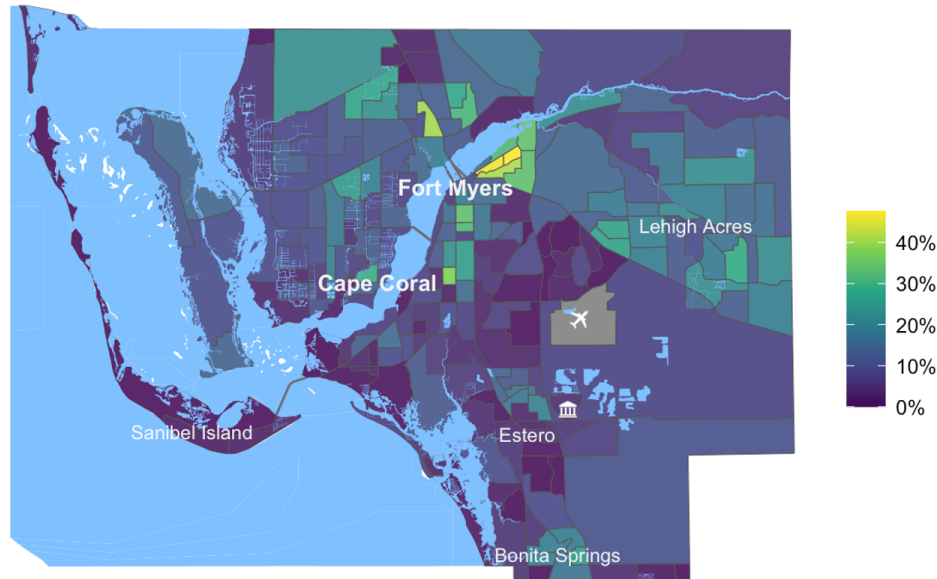 Fort Myers
Lehigh Acres
Cape Coral
Sanibel Island
Estero
Bonita Springs
40%
30%
20%
10%
0%